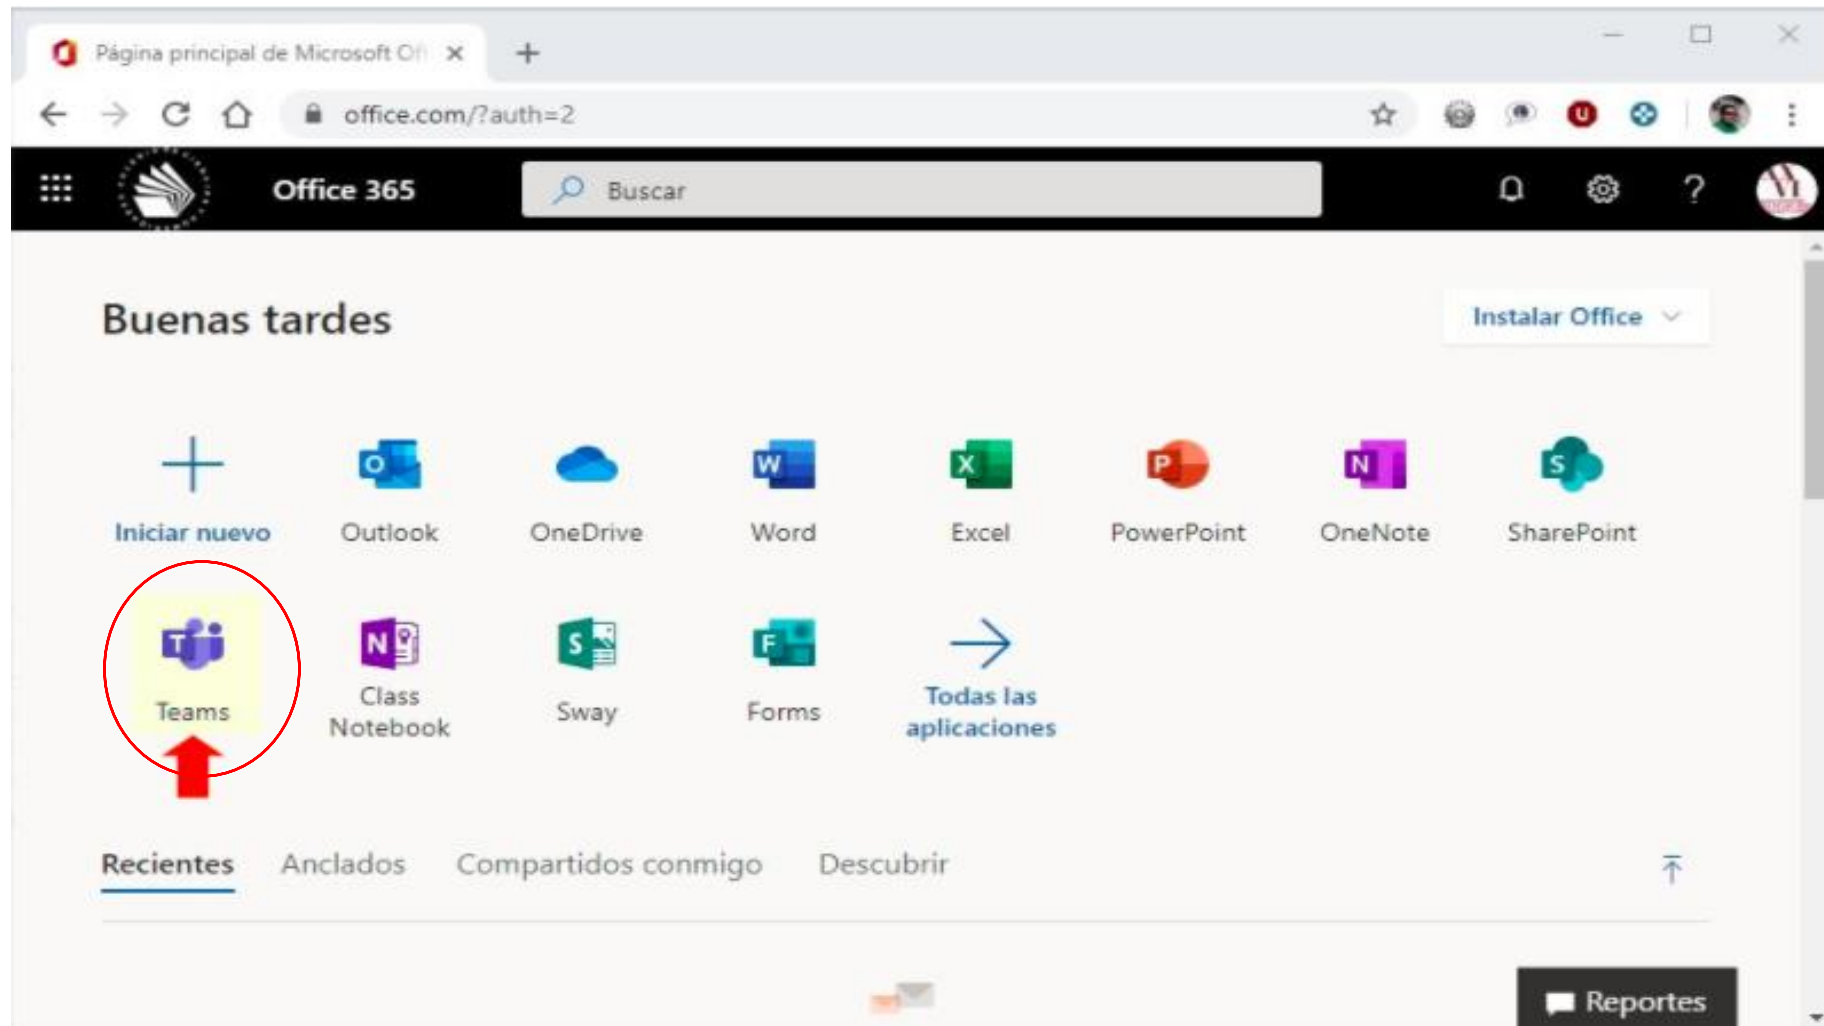 Página principal de Microsoft Of
office.com/?auth=2
Office 365
Buscar
Buenas tardes
Instalar Office
Iniciar nuevo
Outlook
OneDrive
Word
Excel
PowerPoint
OneNote
SharePoint
Teams
Class
Notebook
Sway
Forms
Todas las
aplicaciones
Recientes
Anclados
Compartidos conmigo
Descubrir
Reportes